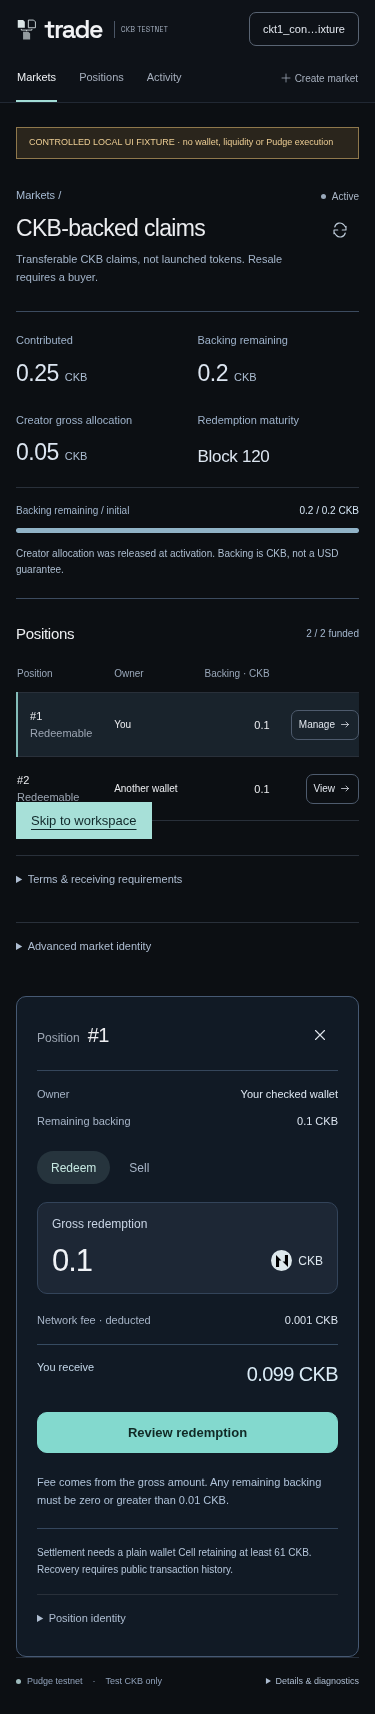 trade CKB TESTNET ckt1_con…ixture
Markets Positions Activity + Create market
CONTROLLED LOCAL UI FIXTURE · no wallet, liquidity or Pudge execution
Markets / Active
CKB-backed claims
Transferable CKB claims, not launched tokens. Resale
requires a buyer.
Contributed Backing remaining
0.25 CKB 0.2 CKB
Creator gross allocation Redemption maturity
0.05 CKB Block 120
Backing remaining / initial 0.2 / 0.2 CKB
Creator allocation was released at activation. Backing is CKB, not a USD
guarantee.
Positions 2 / 2 funded
Position Owner Backing · CKB
#1
Redeemable You 0.1 Manage →
#2
Redeemable Another wallet 0.1 View →
Skip to workspace
Terms & receiving requirements
Advanced market identity
Position #1
Owner Your checked wallet
Remaining backing 0.1 CKB
Redeem Sell
Gross redemption
0.1 CKB
Network fee · deducted 0.001 CKB
You receive 0.099 CKB
Review redemption
Fee comes from the gross amount. Any remaining backing
must be zero or greater than 0.01 CKB.
Settlement needs a plain wallet Cell retaining at least 61 CKB.
Recovery requires public transaction history.
Position identity
Pudge testnet · Test CKB only Details & diagnostics